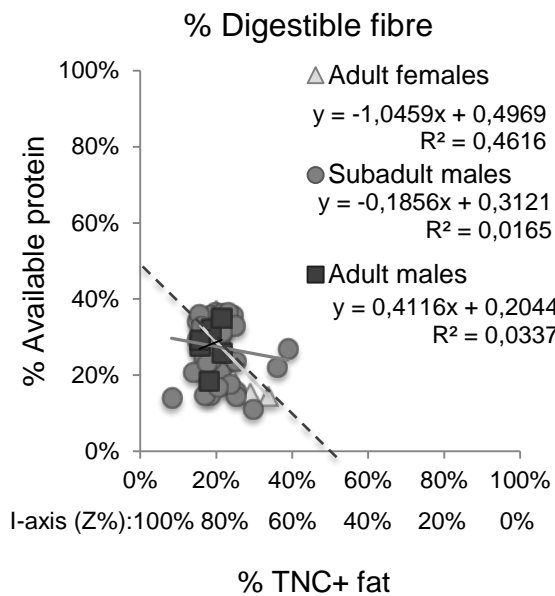 % Digestible fibre
100%
80%
60%
40%
20%
0%
% Available protein
Adult females
y = -1,0459x + 0,4969
R² = 0,4616
Subadult males
y = -0,1856x + 0,3121
R² = 0,0165
Adult males
y = 0,4116x + 0,2044
R² = 0,0337
0% 20% 40% 60% 80% 100%
I-axis (Z%):100% 80% 60% 40% 20% 0%
% TNC+ fat